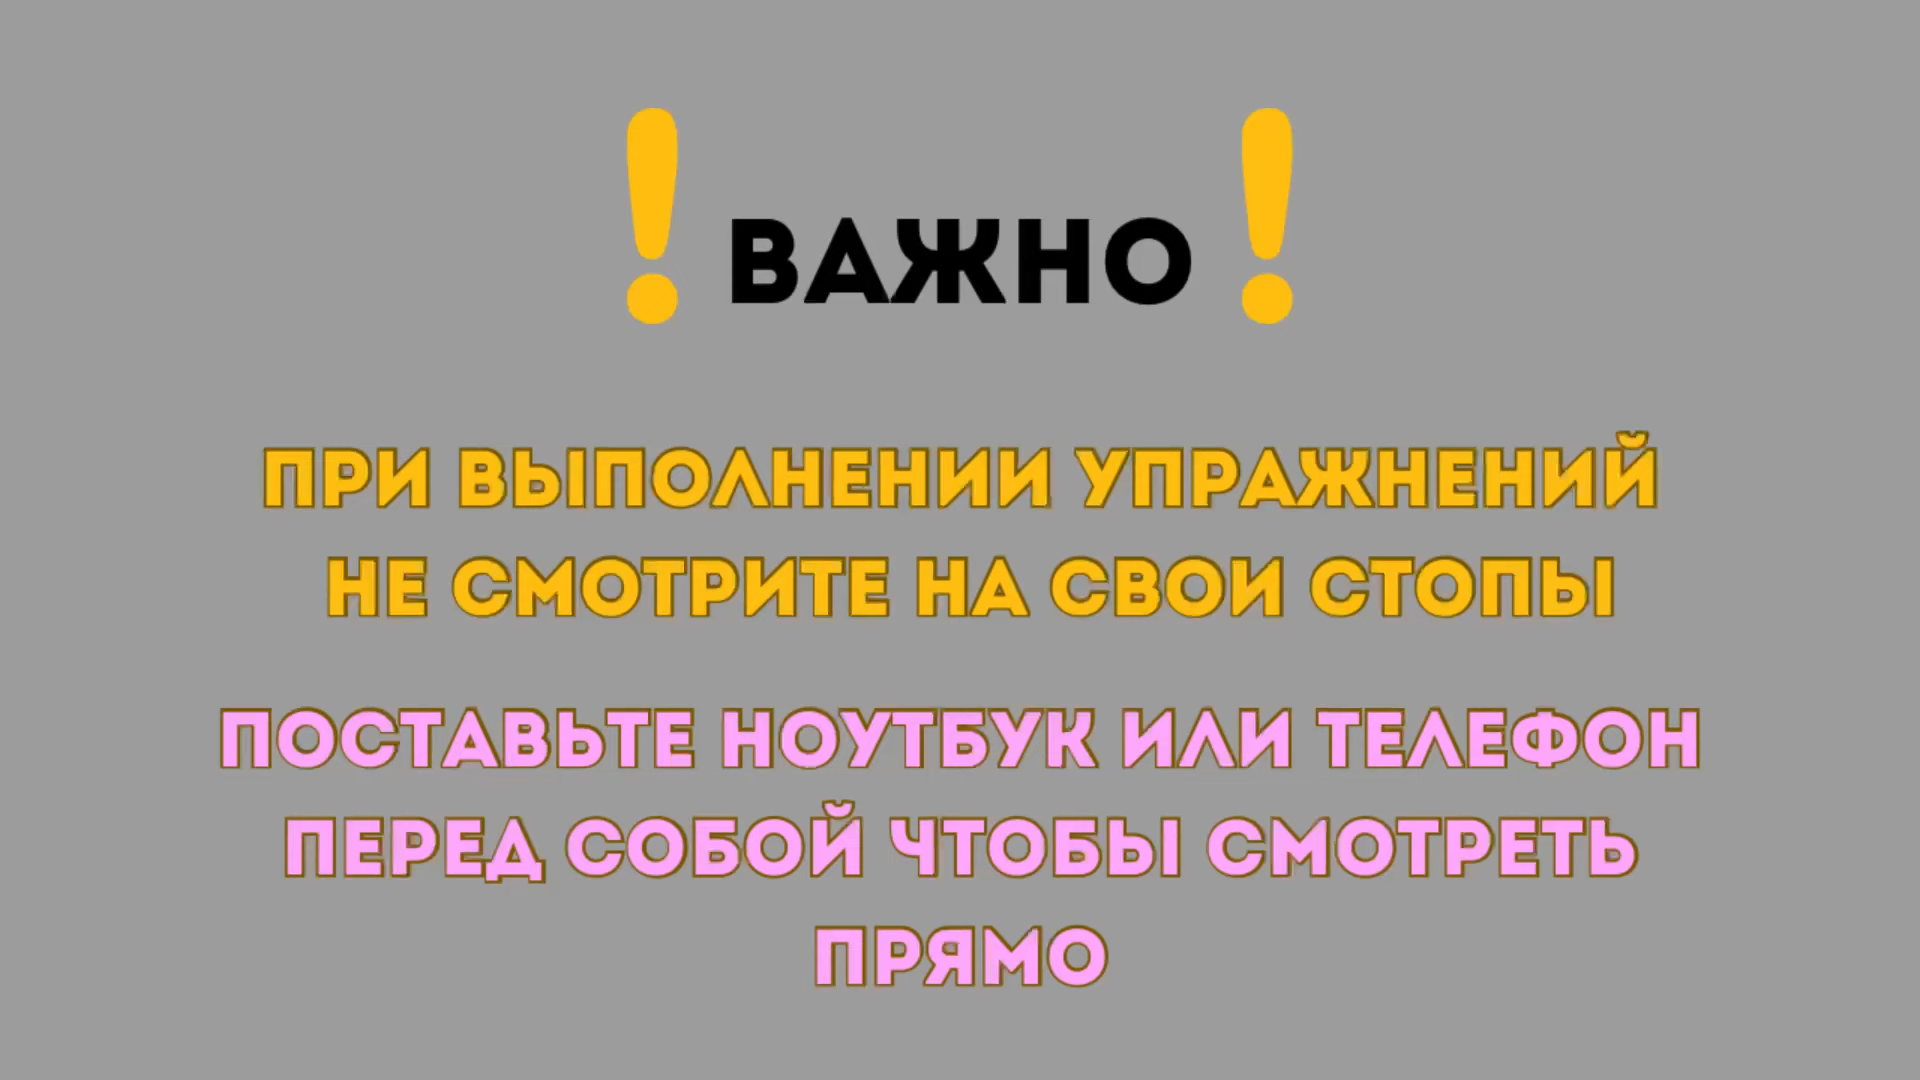 ! ВАЖНО !
ПРИ ВЫПОЛНЕНИИ УПРАЖНЕНИЙ
НЕ СМОТРИТЕ НА СВОИ СТОПЫ
ПОСТАВЬТЕ НОУТБУК ИЛИ ТЕЛЕФОН
ПЕРЕД СОБОЙ ЧТОБЫ СМОТРЕТЬ
ПРЯМО